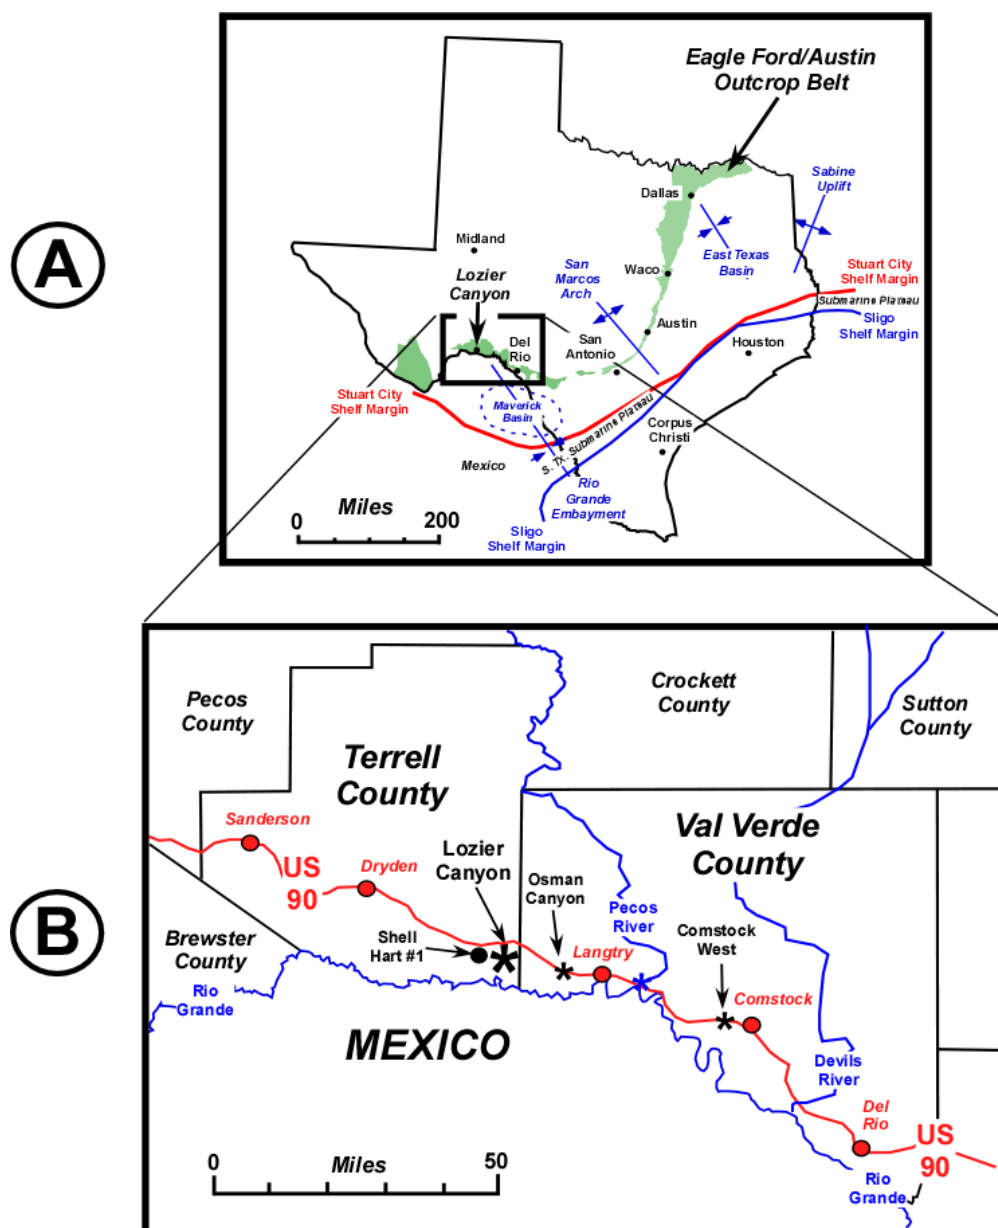 A
Eagle Ford/Austin
Outcrop Belt
Sabine
Uplift
Dallas
Midland
East Texas
Basin
San
Marcos
Arch
Waco
Lozier
Canyon
Stuart City
Shelf Margin
Submarine Plateau
Sligo
Shelf Margin
Austin
Houston
Del
Rio
San
Antonio
Stuart City
Shelf Margin
Maverick
Basin
S. TX. Submarine Plateau
Corpus
Christi
Mexico
Rio
Grande
Embayment
Miles
0
200
Sligo
Shelf Margin
B
Pecos
County
Crockett
County
Sutton
County
Terrell
County
Sanderson
Val Verde
County
US
90
Dryden
Lozier
Canyon
Osman
Canyon
Pecos
River
Comstock
West
Brewster
County
Shell
Hart #1
Langtry
Comstock
Rio
Grande
MEXICO
Devils
River
Del
Rio
US
90
Rio
Grande
0
Miles
50